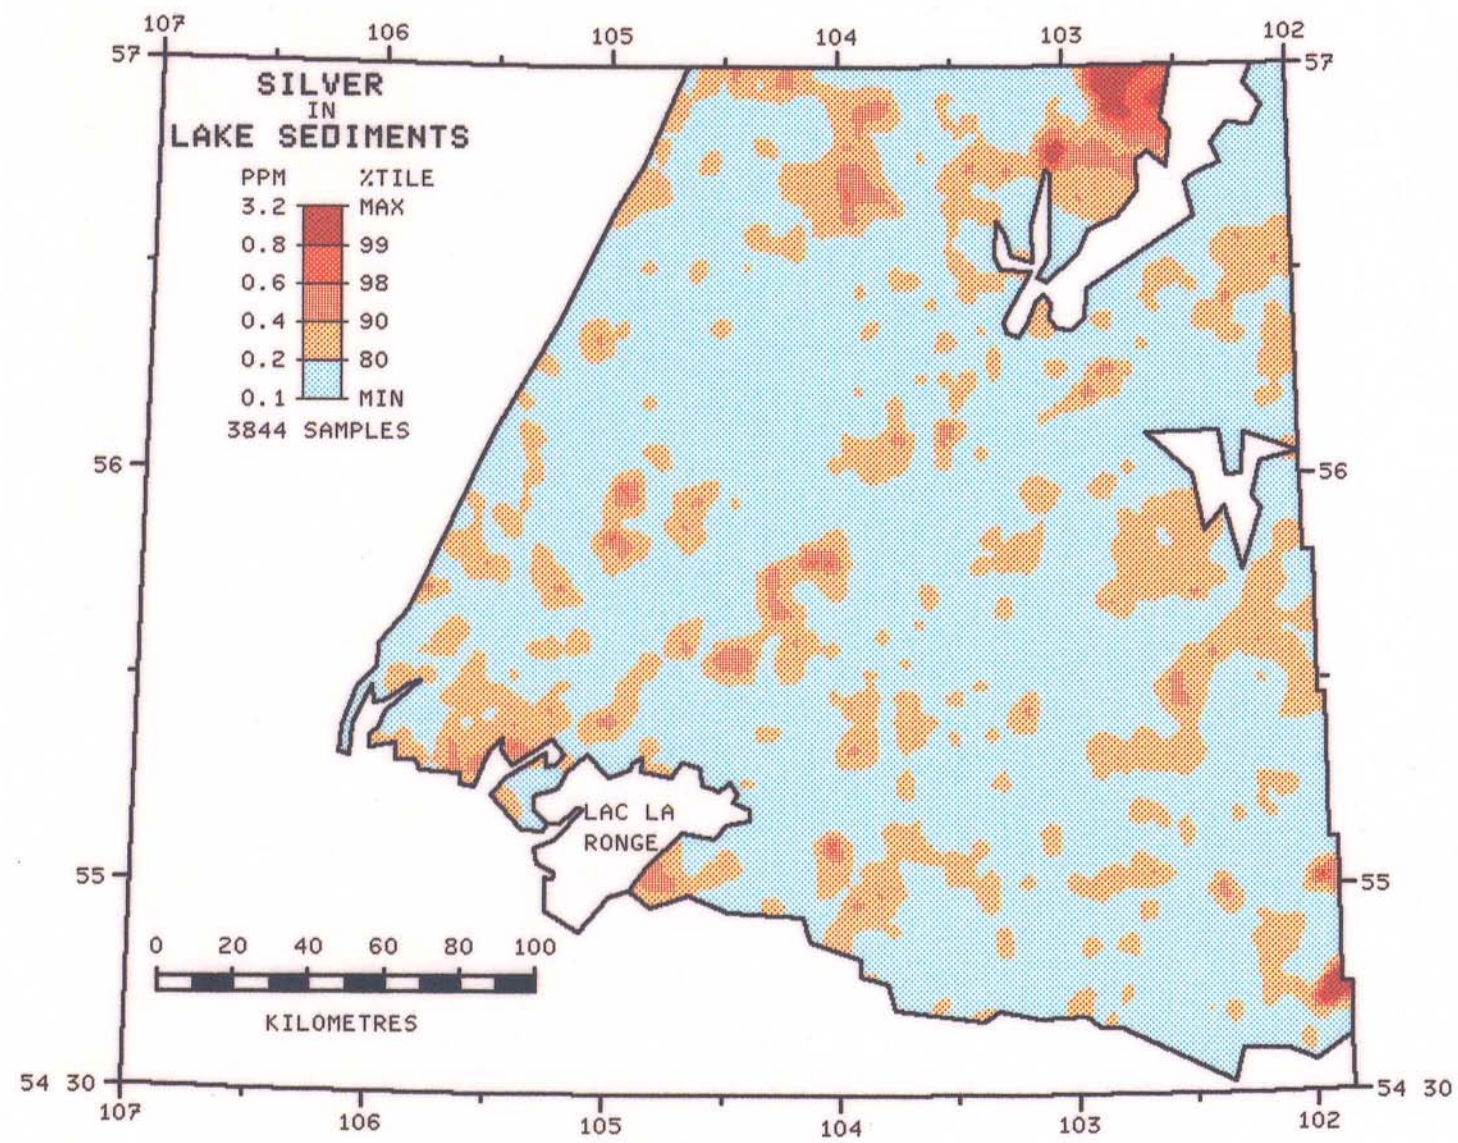 107 106 105 104 103 102
57 57
SILVER
IN
LAKE SEDIMENTS
PPM %TILE
3.2 MAX
0.8 99
0.6 98
0.4 90
0.2 80
0.1 MIN
3844 SAMPLES
56 56
LAC LA
RONGE
55 55
0 20 40 60 80 100
KILOMETRES
54 30 54 30
107 106 105 104 103 102